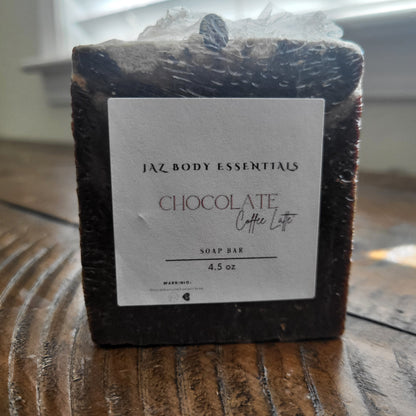 JAZ BODY ESSENTIALS
CHOCOLATE
Coffee Latte
SOAP BAR
4.5 oz
WARNING: